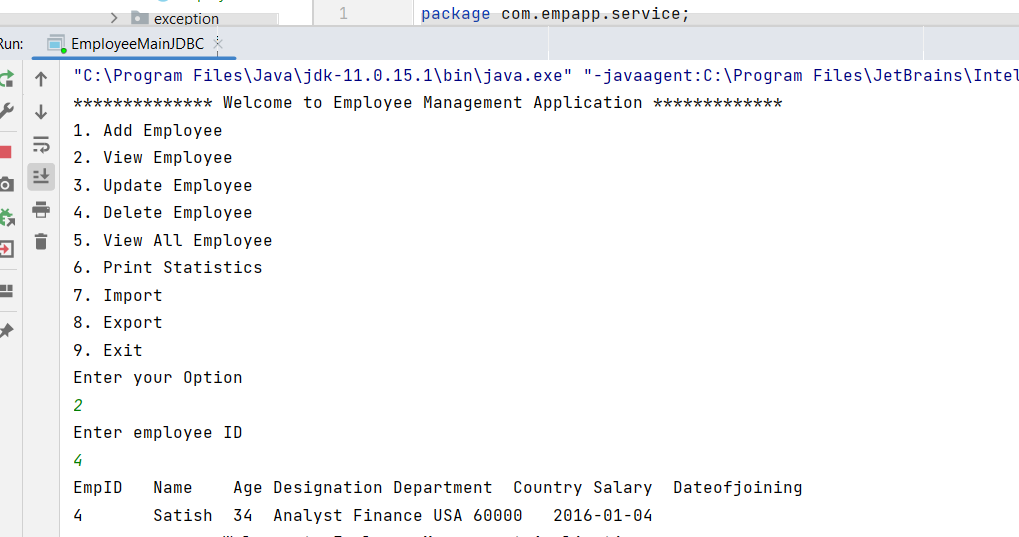 exception
1 package com.empapp.service;
Run: EmployeeMainJDBC
"C:\Program Files\Java\jdk-11.0.15.1\bin\java.exe" "-javaagent:C:\Program Files\JetBrains\Intel
************** Welcome to Employee Management Application *************
1. Add Employee
2. View Employee
3. Update Employee
4. Delete Employee
5. View All Employee
6. Print Statistics
7. Import
8. Export
9. Exit
Enter your Option
2
Enter employee ID
4
EmpID Name Age Designation Department Country Salary Dateofjoining
4 Satish 34 Analyst Finance USA 60000 2016-01-04